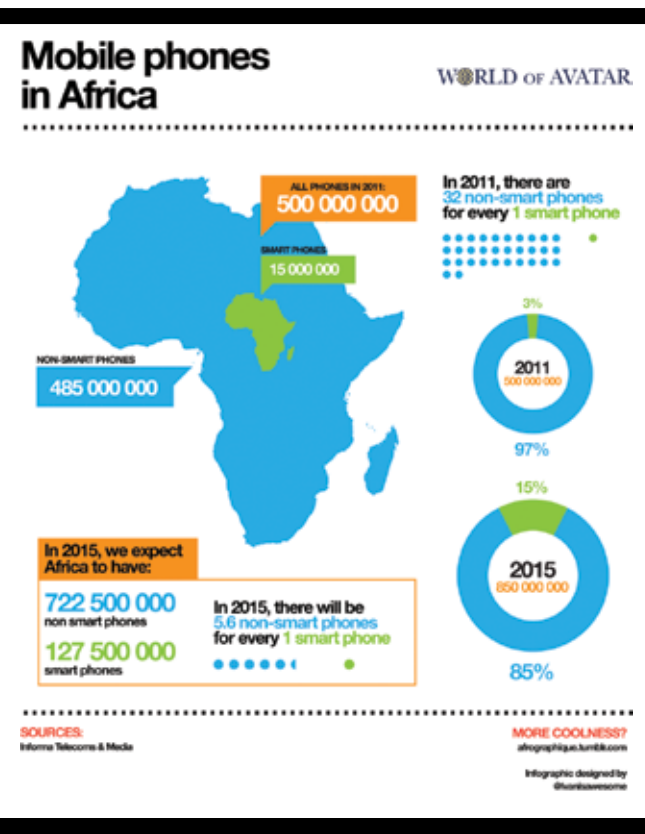 Mobile phones
in Africa
WORLD OF AVATAR
ALL PHONES IN 2011:
500 000 000
SMART PHONES
15 000 000
NON-SMART PHONES
485 000 000
In 2011, there are
32 non-smart phones
for every 1 smart phone
3%
2011
500 000 000
97%
15%
2015
850 000 000
85%
In 2015, we expect
Africa to have:
722 500 000
non smart phones
127 500 000
smart phones
In 2015, there will be
5.6 non-smart phones
for every 1 smart phone
SOURCES:
Informa Telecoms & Media
MORE COOLNESS?
afrographique.tumblr.com
Infographic designed by
@ivanisawesome